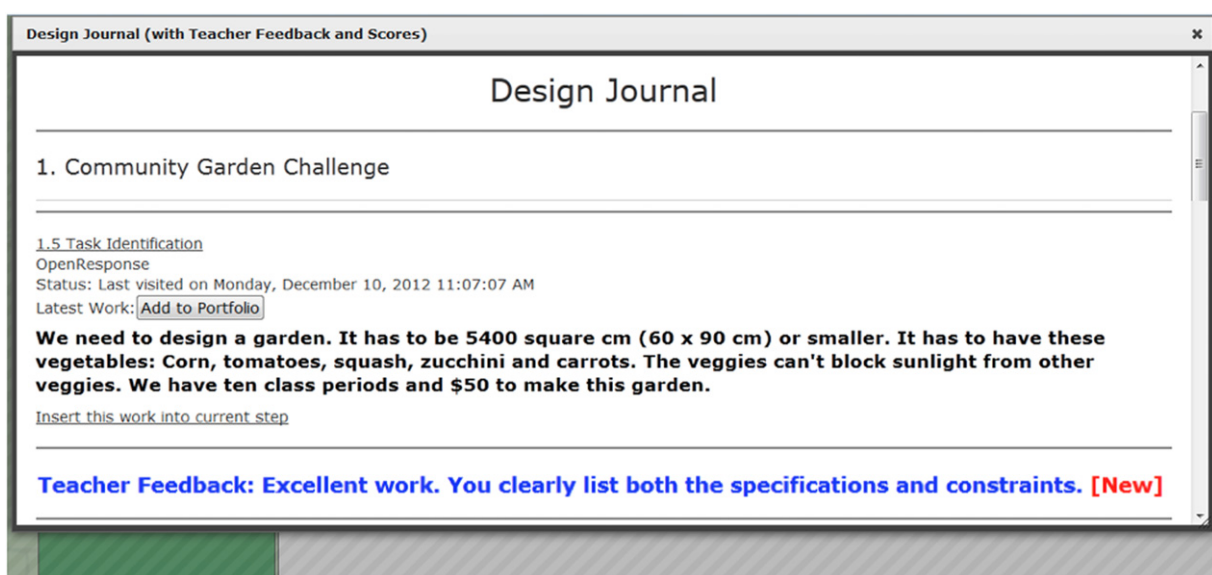 Design Journal (with Teacher Feedback and Scores)
Design Journal
1. Community Garden Challenge
1.5 Task Identification
OpenResponse
Status: Last visited on Monday, December 10, 2012 11:07:07 AM
Latest Work: Add to Portfolio
We need to design a garden. It has to be 5400 square cm (60 x 90 cm) or smaller. It has to have these
vegetables: Corn, tomatoes, squash, zucchini and carrots. The veggies can't block sunlight from other
veggies. We have ten class periods and $50 to make this garden.
Insert this work into current step
Teacher Feedback: Excellent work. You clearly list both the specifications and constraints. [New]